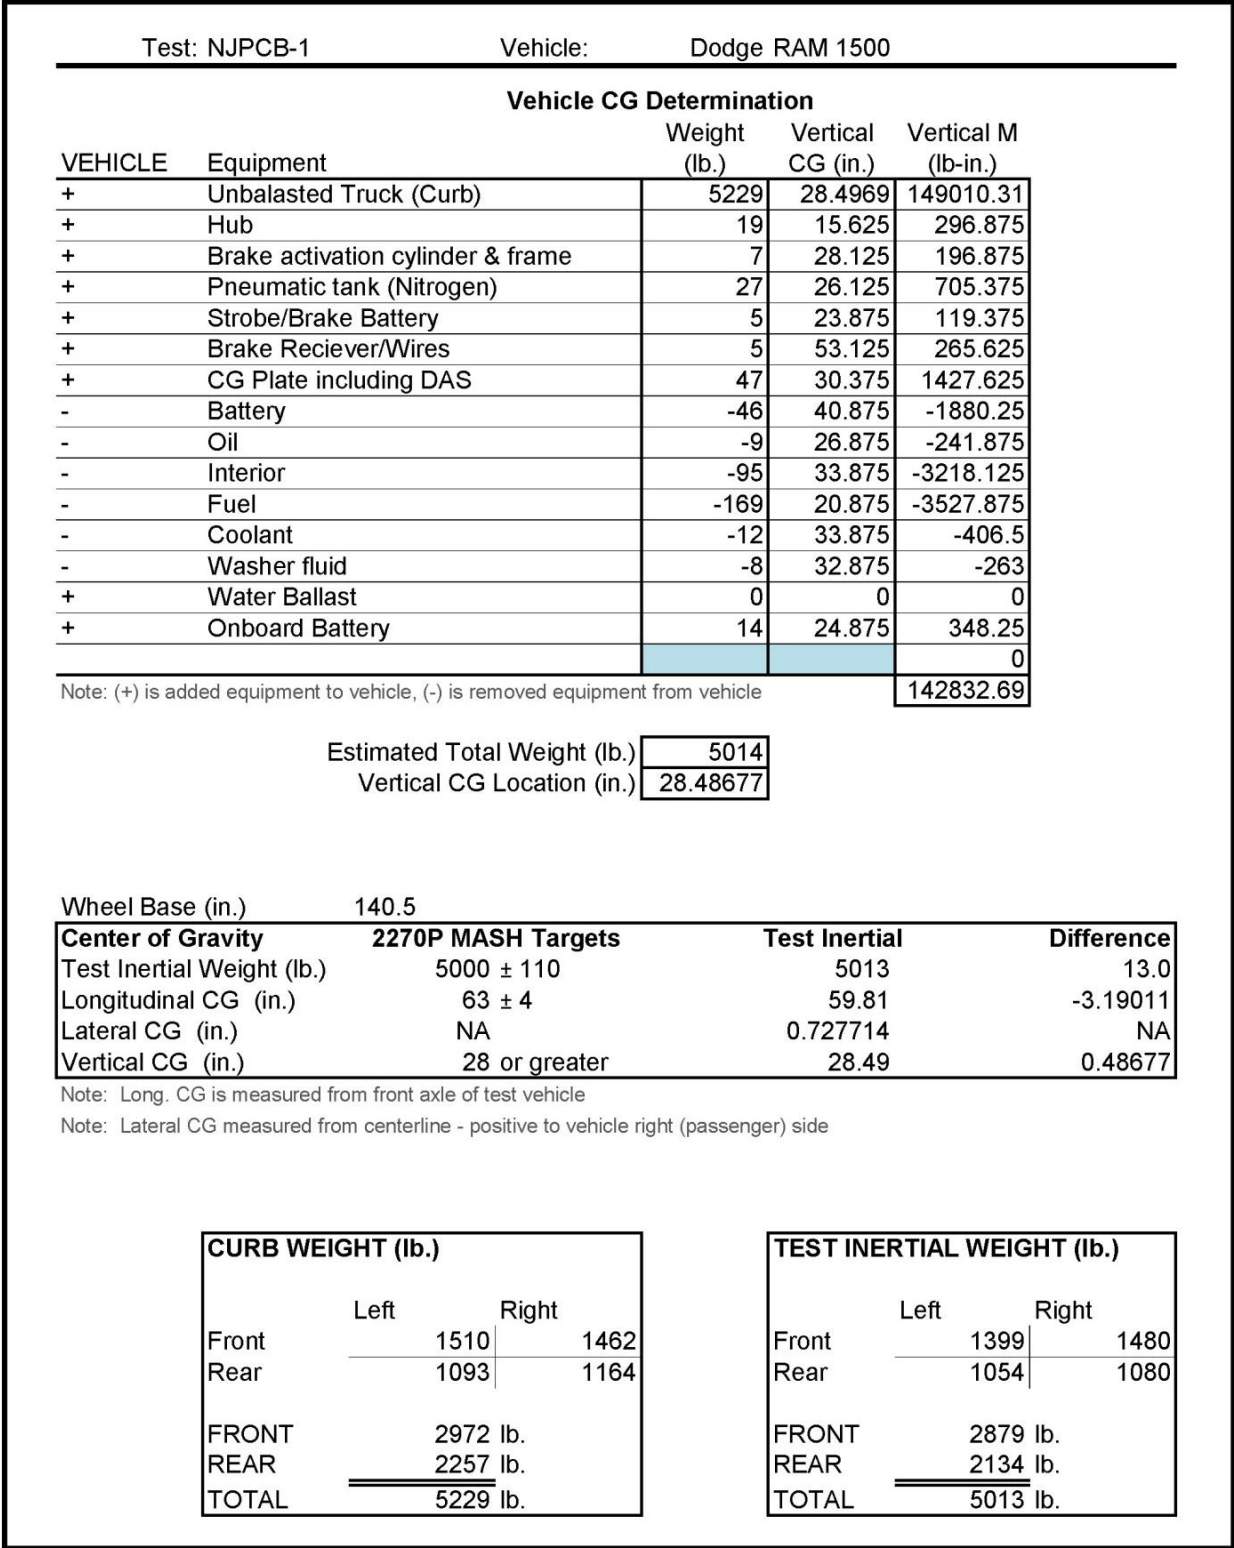 Test: NJPCB-1 Vehicle: Dodge RAM 1500
Vehicle CG Determination
Weight Vertical Vertical M
VEHICLE Equipment (lb.) CG (in.) (lb-in.)
+ Unbalasted Truck (Curb) 5229 28.4969 149010.31
+ Hub 19 15.625 296.875
+ Brake activation cylinder & frame 7 28.125 196.875
+ Pneumatic tank (Nitrogen) 27 26.125 705.375
+ Strobe/Brake Battery 5 23.875 119.375
+ Brake Reciever/Wires 5 53.125 265.625
+ CG Plate including DAS 47 30.375 1427.625
- Battery -46 40.875 -1880.25
- Oil -9 26.875 -241.875
- Interior -95 33.875 -3218.125
- Fuel -169 20.875 -3527.875
- Coolant -12 33.875 -406.5
- Washer fluid -8 32.875 -263
+ Water Ballast 0 0 0
+ Onboard Battery 14 24.875 348.25
0
Note: (+) is added equipment to vehicle, (-) is removed equipment from vehicle 142832.69
Estimated Total Weight (lb.) 5014
Vertical CG Location (in.) 28.48677
Wheel Base (in.) 140.5
Center of Gravity 2270P MASH Targets Test Inertial Difference
Test Inertial Weight (lb.) 5000 ± 110 5013 13.0
Longitudinal CG (in.) 63 ± 4 59.81 -3.19011
Lateral CG (in.) NA 0.727714 NA
Vertical CG (in.) 28 or greater 28.49 0.48677
Note: Long. CG is measured from front axle of test vehicle
Note: Lateral CG measured from centerline - positive to vehicle right (passenger) side
CURB WEIGHT (lb.)
Left Right
Front 1510 1462
Rear 1093 1164
FRONT 2972 lb.
REAR 2257 lb.
TOTAL 5229 lb.
TEST INERTIAL WEIGHT (lb.)
Left Right
Front 1399 1480
Rear 1054 1080
FRONT 2879 lb.
REAR 2134 lb.
TOTAL 5013 lb.